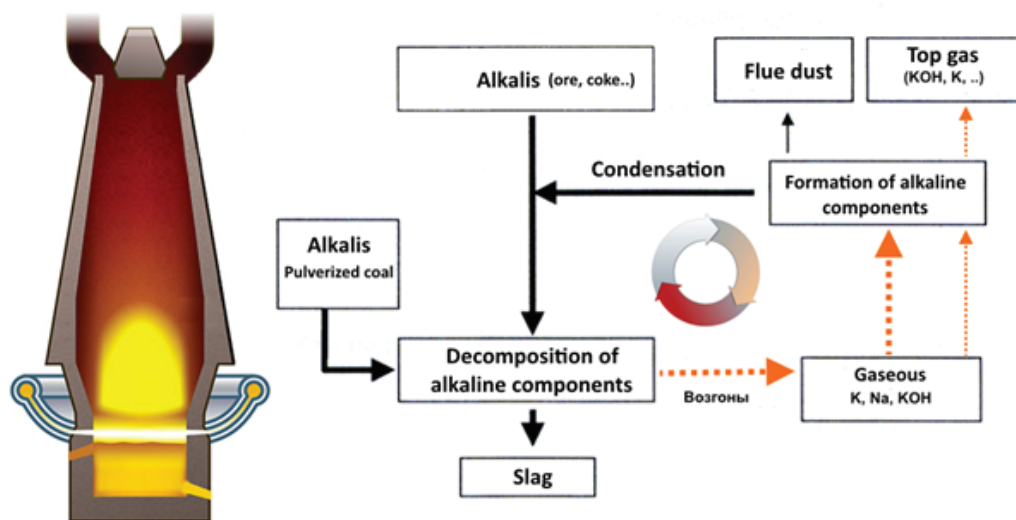 Alkalis (ore, coke..)
Flue dust
Top gas
(KOH, K, ..)
Condensation
Formation of alkaline
components
Alkalis
Pulverized coal
Decomposition of
alkaline components
Возгоны
Gaseous
K, Na, KOH
Slag